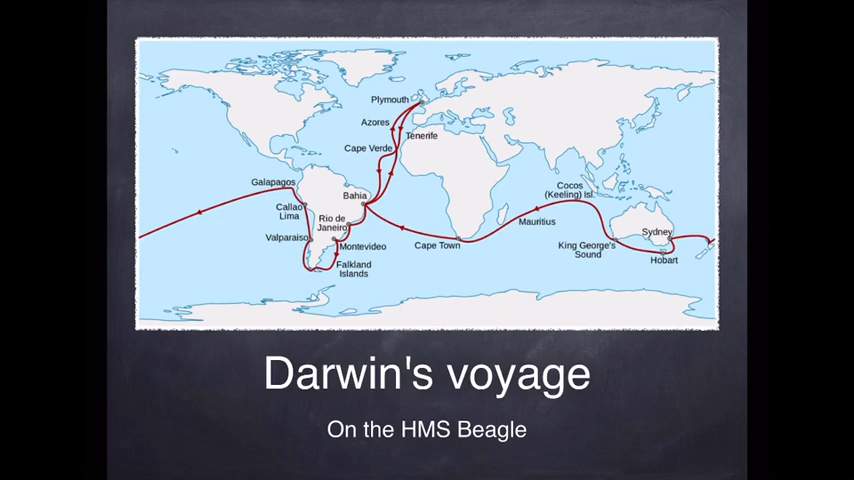 Plymouth
Azores
Tenerife
Cape Verde
Galapagos
Bahia
Cocos
(Keeling) Isl.
Callao
Lima
Rio de
Janeiro
Mauritius
Valparaiso
Montevideo
Cape Town
King George's
Sound
Sydney
Hobart
Falkland
Islands
Darwin's voyage
On the HMS Beagle